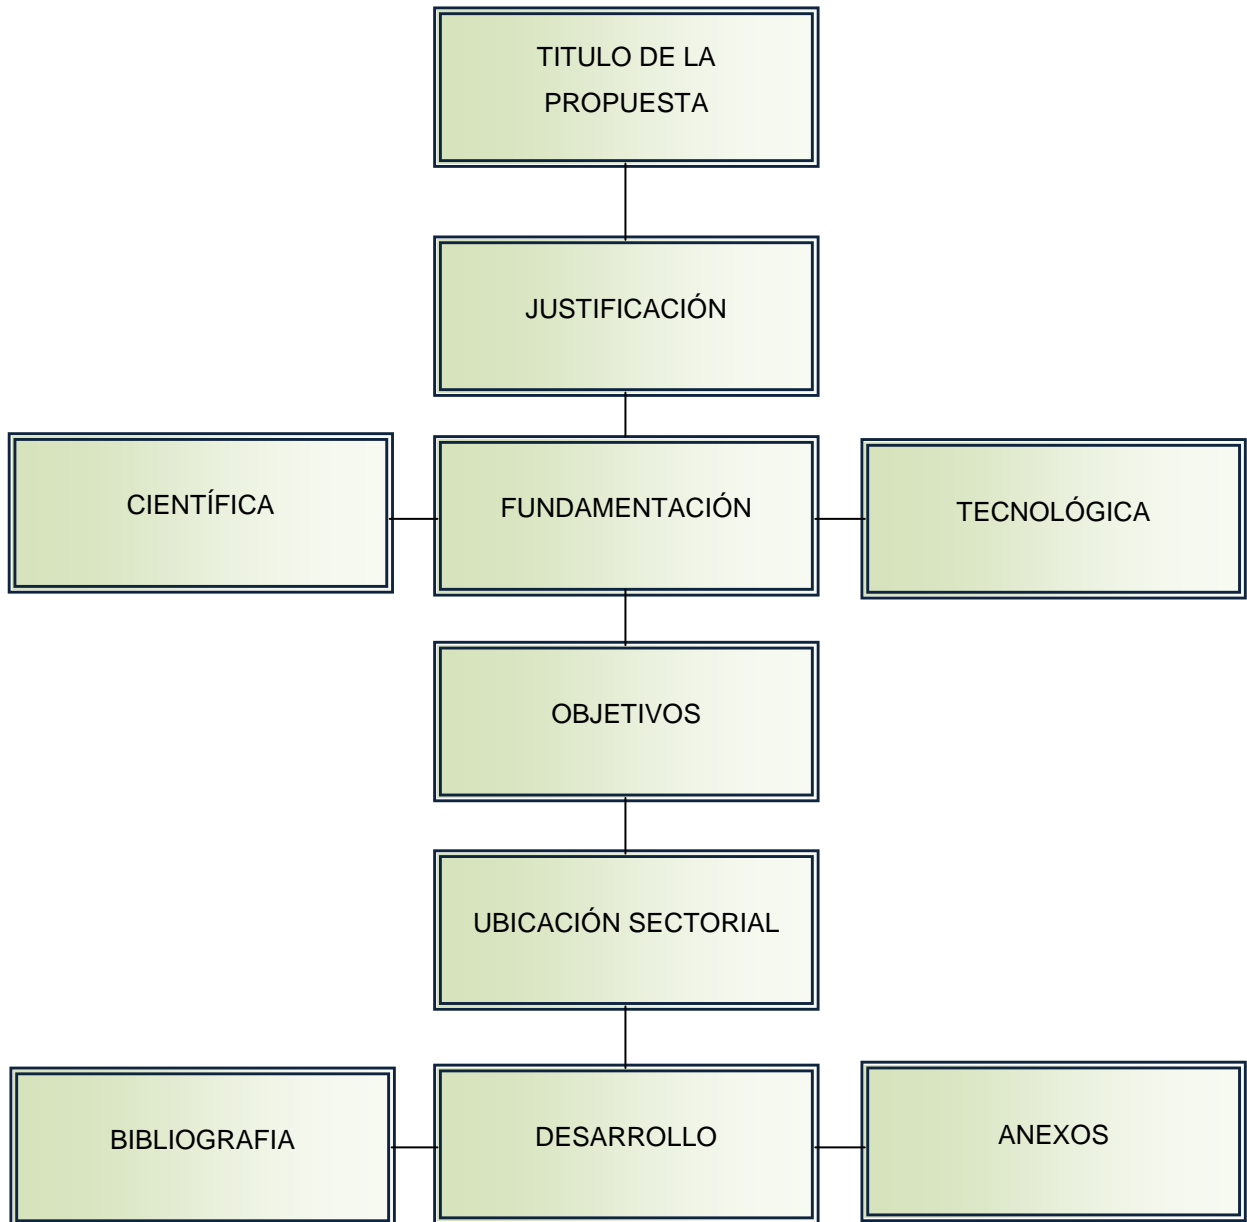 TITULO DE LA
PROPUESTA
JUSTIFICACIÓN
CIENTÍFICA
FUNDAMENTACIÓN
TECNOLÓGICA
OBJETIVOS
UBICACIÓN SECTORIAL
BIBLIOGRAFIA
DESARROLLO
ANEXOS